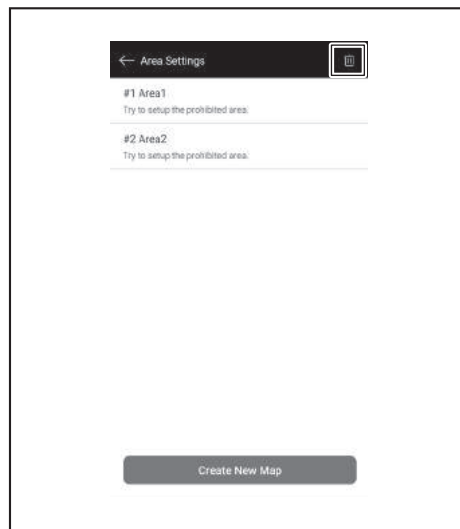 Area Settings
#1 Area1
Try to setup the prohibited area.
#2 Area2
Try to setup the prohibited area.
Create New Map